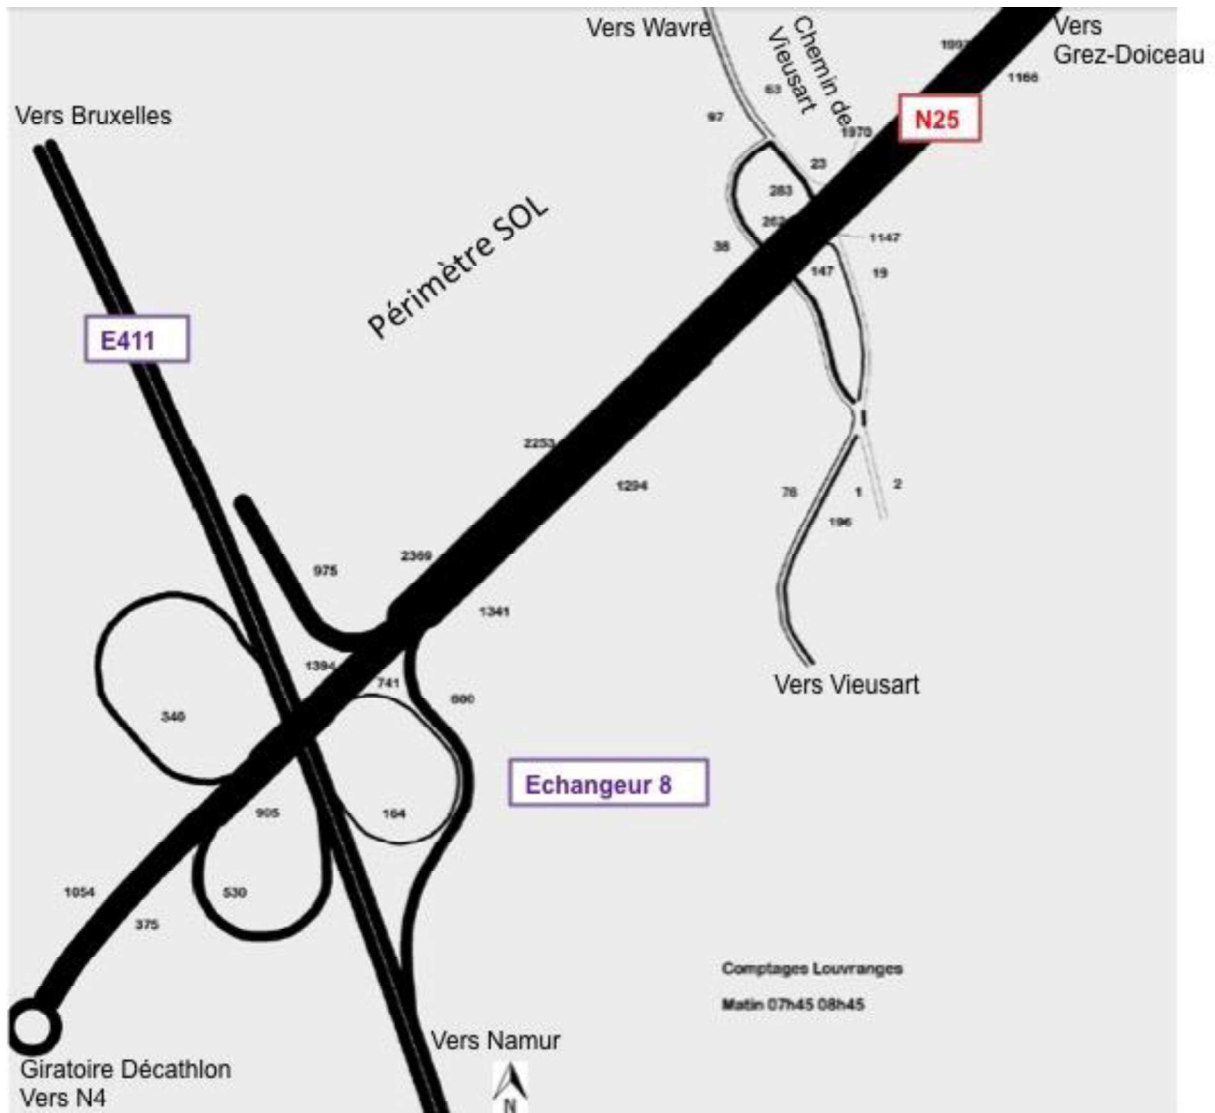 Vers Wavre
Chemin de
Vieusart
Vers
Grez-Doiceau
1166
63
97
N25
1970
Vers Bruxelles
23
283
Périmètre SOL
38
1147
147
19
E411
2253
1294
76
1
2
196
2369
975
1341
1394
741
Vers Vieusart
340
Echangeur 8
905
164
1054
530
375
Comptages Louvranges
Matin 07h45 08h45
Vers Namur
Giratoire Décathlon
Vers N4
N